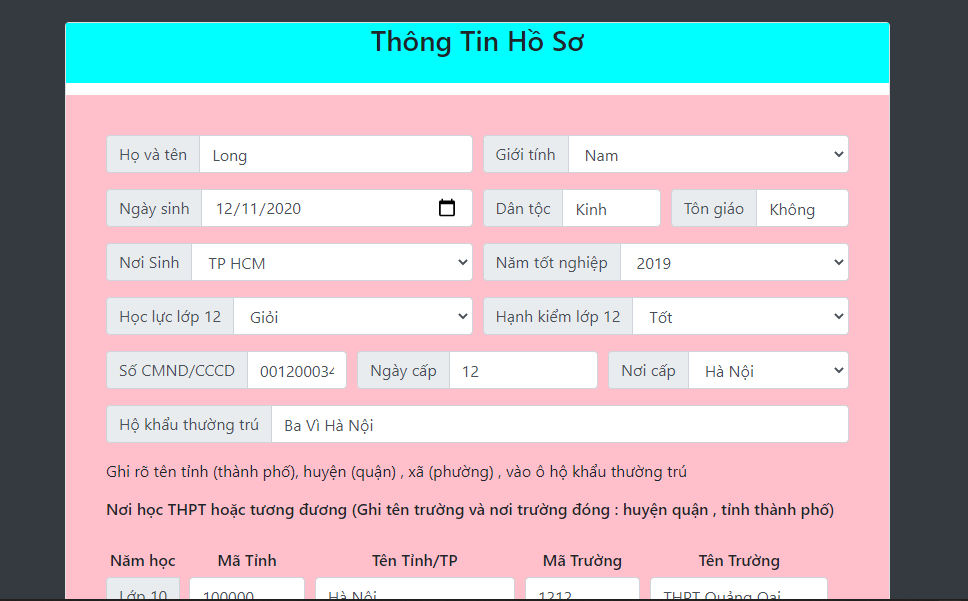 Thông Tin Hồ Sơ
Họ và tên Long Giới tính Nam
Ngày sinh 12/11/2020 Dân tộc Kinh Tôn giáo Không
Nơi Sinh TP HCM Năm tốt nghiệp 2019
Học lực lớp 12 Giỏi Hạnh kiểm lớp 12 Tốt
Số CMND/CCCD 001200034 Ngày cấp 12 Nơi cấp Hà Nội
Hộ khẩu thường trú Ba Vì Hà Nội
Ghi rõ tên tỉnh (thành phố), huyện (quận) , xã (phường) , vào ô hộ khẩu thường trú
Nơi học THPT hoặc tương đương (Ghi tên trường và nơi trường đóng : huyện quận , tỉnh thành phố)
Năm học Mã Tỉnh Tên Tỉnh/TP Mã Trường Tên Trường
Lớp 10 100000 Hà Nội 1212 THPT Quảng Oai